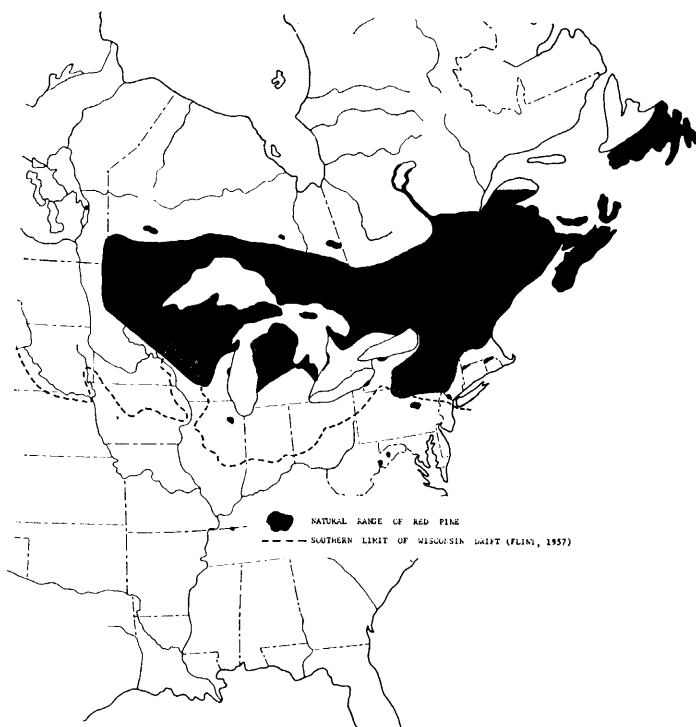 NATURAL RANGE OF RED PINE
SOUTHERN LIMIT OF WISCONSIN DRIFT (FLINT, 1957)